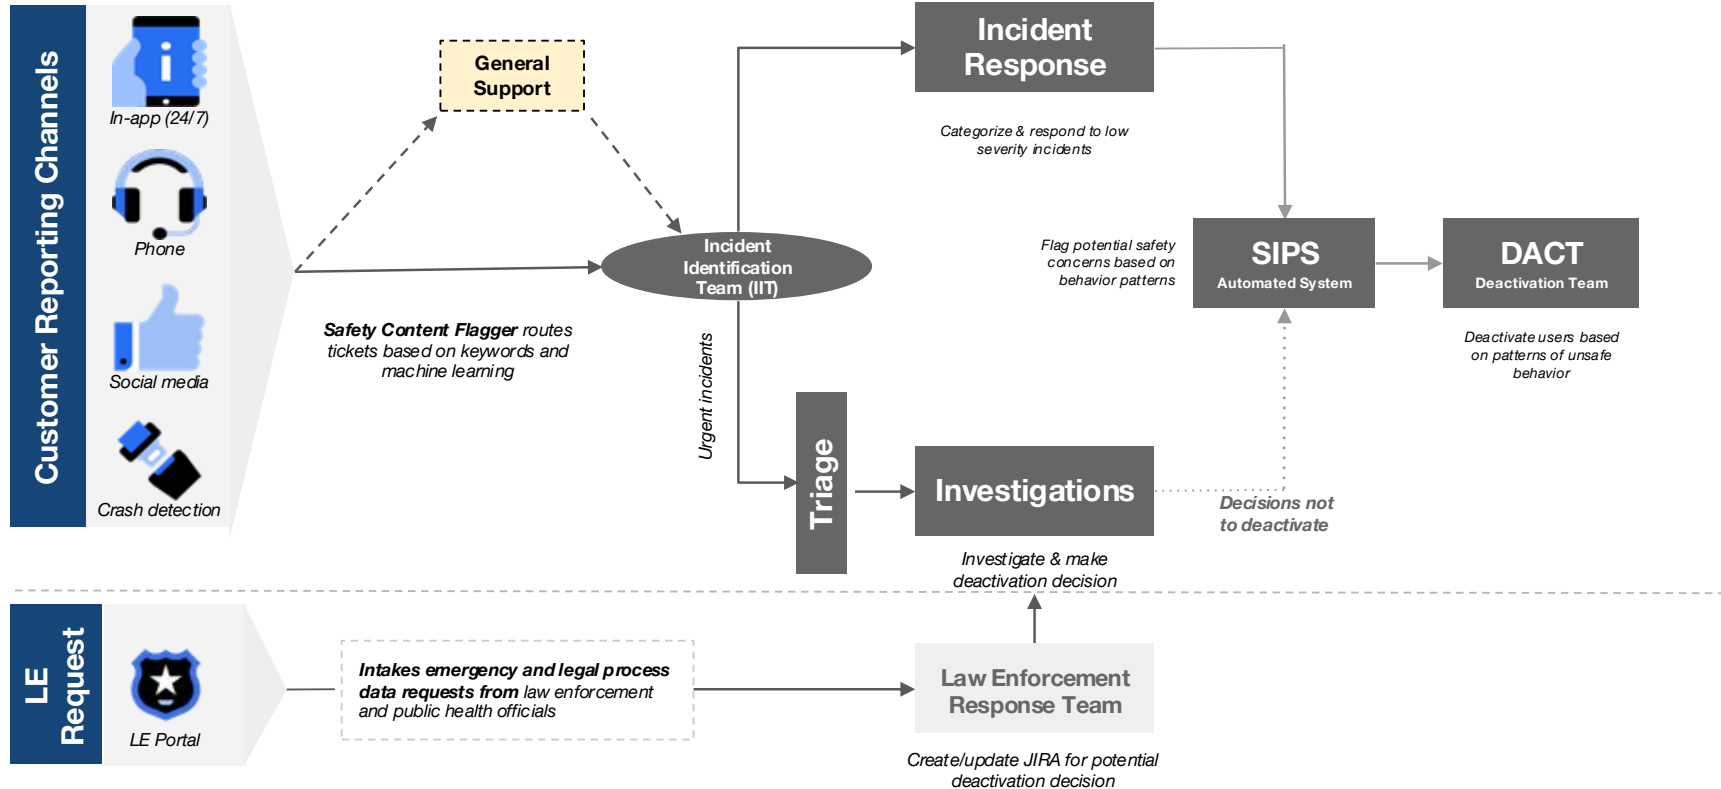 Customer Reporting Channels
In-app (24/7)
Phone
Social media
Crash detection
General
Support
Safety Content Flagger routes
tickets based on keywords and
machine learning
Incident
Identification
Team (IIT)
Urgent incidents
Incident
Response
Categorize & respond to low
severity incidents
Triage
Investigations
Investigate & make
deactivation decision
Flag potential safety
concerns based on
behavior patterns
SIPS
Automated System
Decisions not
to deactivate
DACT
Deactivation Team
Deactivate users based
on patterns of unsafe
behavior
LE
Request
LE Portal
Intakes emergency and legal process
data requests from law enforcement
and public health officials
Law Enforcement
Response Team
Create/update JIRA for potential
deactivation decision